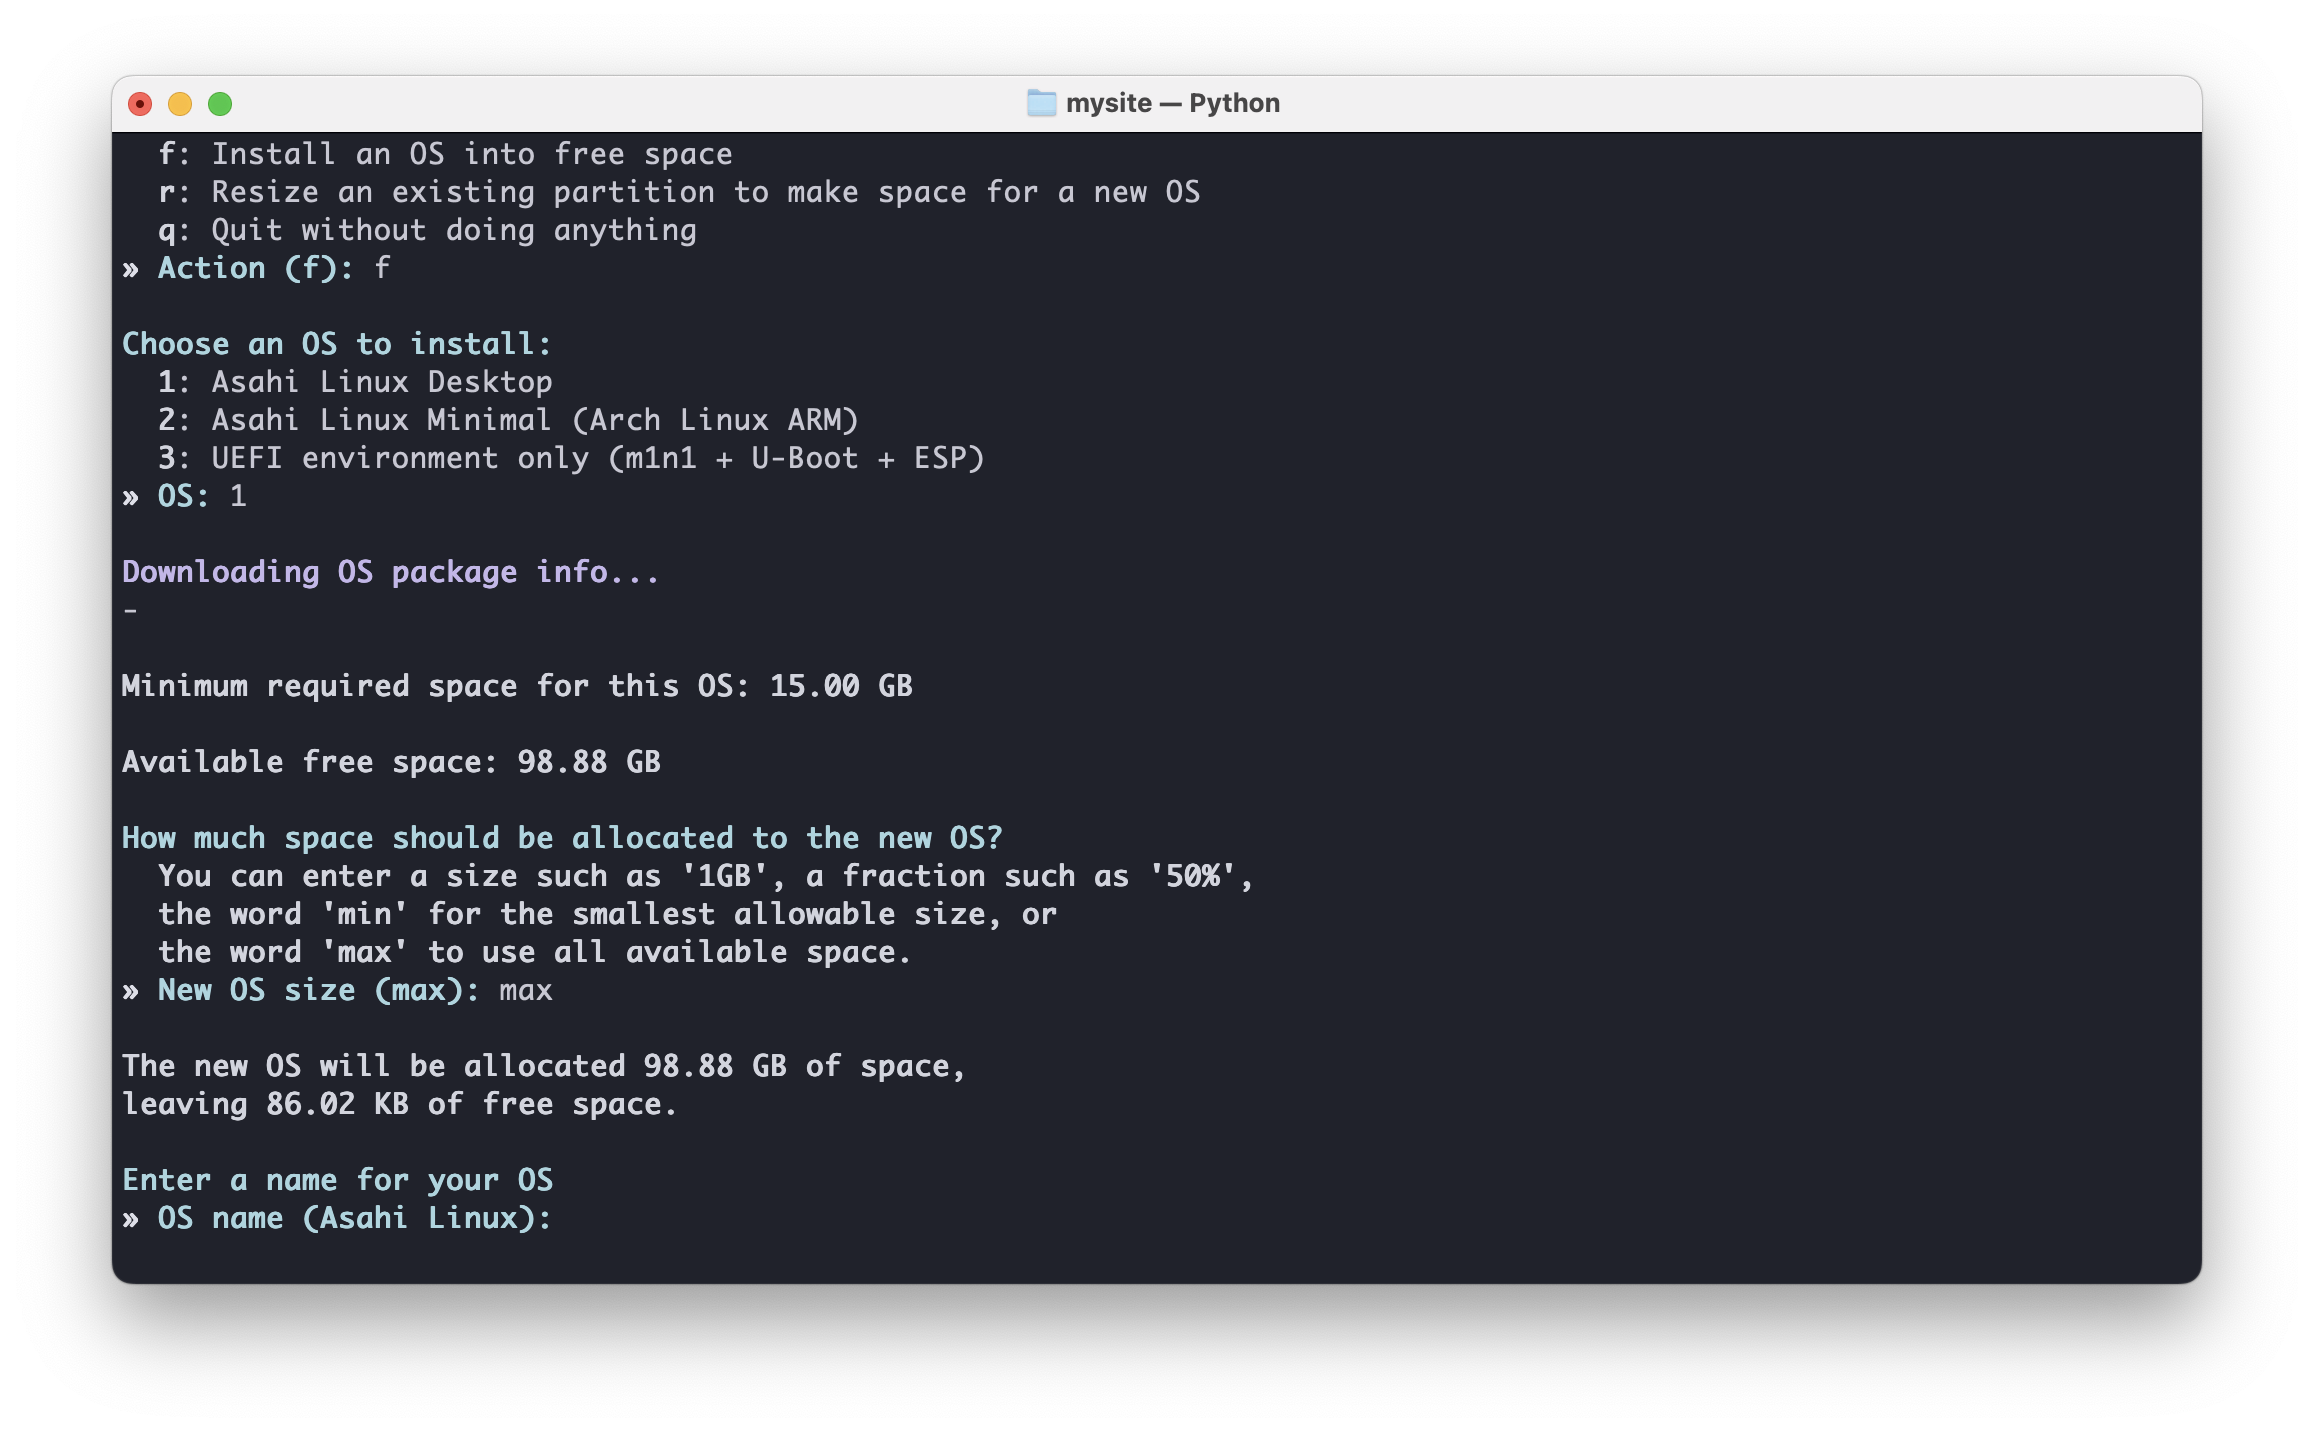 mysite — Python
f: Install an OS into free space
r: Resize an existing partition to make space for a new OS
q: Quit without doing anything
» Action (f): f
Choose an OS to install:
1: Asahi Linux Desktop
2: Asahi Linux Minimal (Arch Linux ARM)
3: UEFI environment only (m1n1 + U-Boot + ESP)
» OS: 1
Downloading OS package info...
-
Minimum required space for this OS: 15.00 GB
Available free space: 98.88 GB
How much space should be allocated to the new OS?
You can enter a size such as '1GB', a fraction such as '50%',
the word 'min' for the smallest allowable size, or
the word 'max' to use all available space.
» New OS size (max): max
The new OS will be allocated 98.88 GB of space,
leaving 86.02 KB of free space.
Enter a name for your OS
» OS name (Asahi Linux):